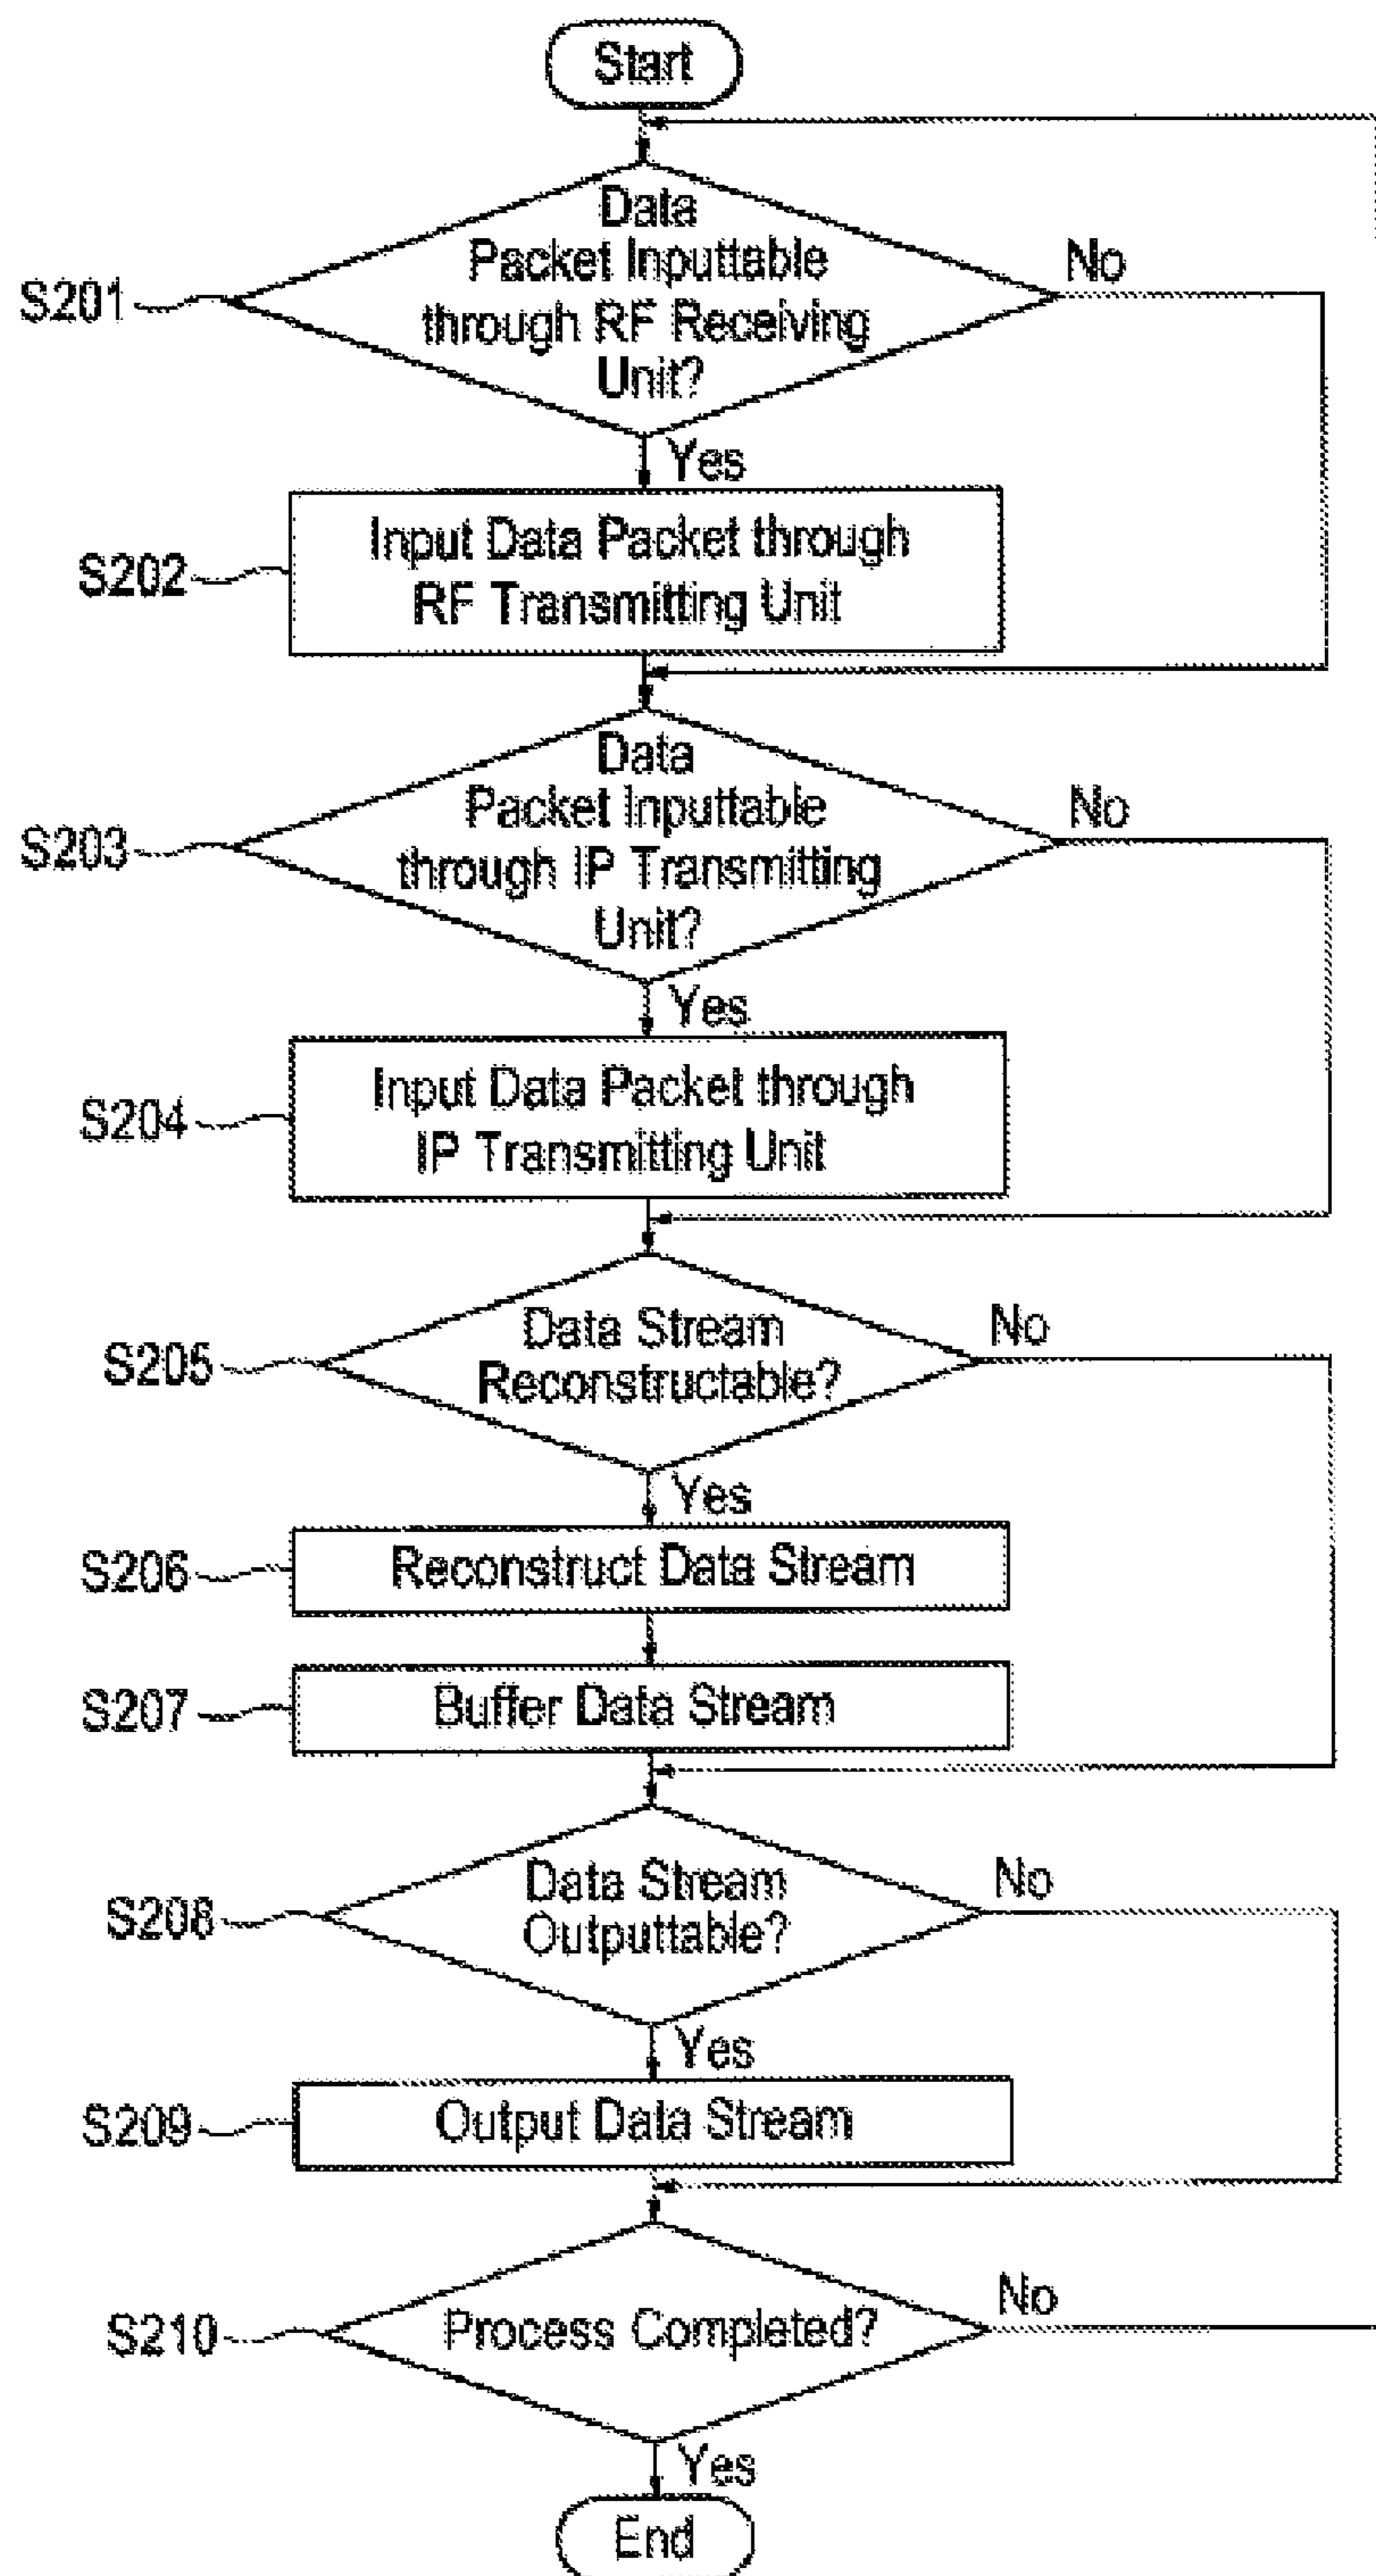 Start
Data
Packet Inputtable
through RF Receiving
Unit?
No
S201
Yes
Input Data Packet through
RF Transmitting Unit
S202
Data
Packet Inputtable
through IP Transmitting
Unit?
No
S203
Yes
Input Data Packet through
IP Transmitting Unit
S204
Data Stream
Reconstructable?
No
S205
Yes
Reconstruct Data Stream
S206
Buffer Data Stream
S207
Data Stream
Outputtable?
No
S208
Yes
Output Data Stream
S209
Process Completed?
No
S210
Yes
End